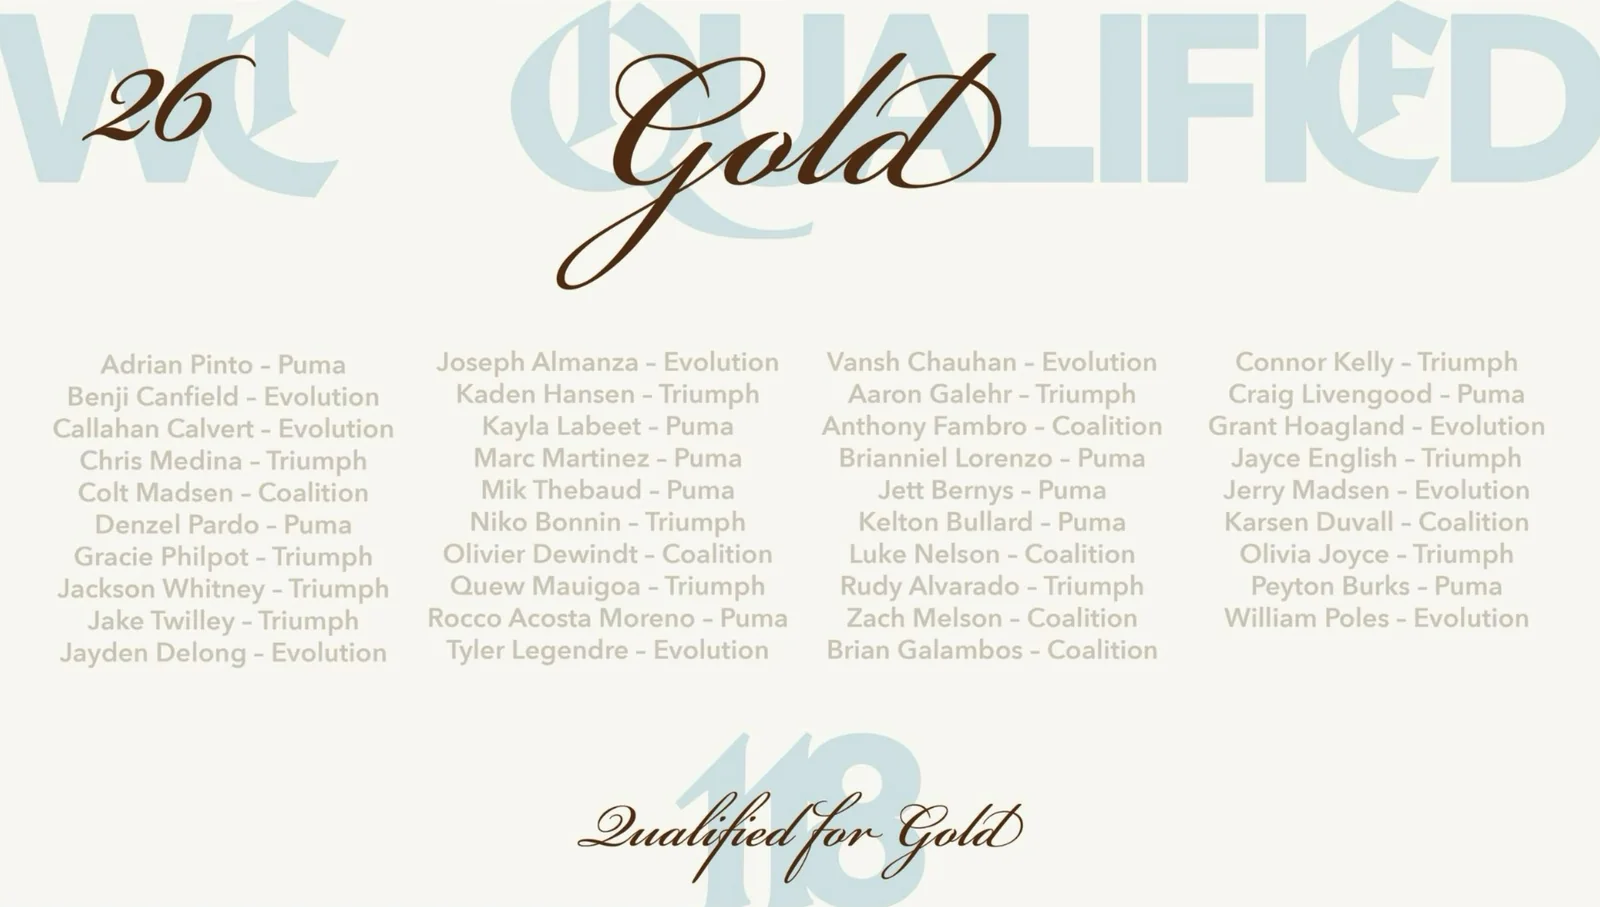 WC QUALIFIED
26 Gold
Adrian Pinto – Puma
Benji Canfield – Evolution
Callahan Calvert – Evolution
Chris Medina – Triumph
Colt Madsen – Coalition
Denzel Pardo – Puma
Gracie Philpot – Triumph
Jackson Whitney – Triumph
Jake Twilley – Triumph
Jayden Delong – Evolution
Joseph Almanza – Evolution
Kaden Hansen – Triumph
Kayla Labeet – Puma
Marc Martinez – Puma
Mik Thebaud – Puma
Niko Bonnin – Triumph
Olivier Dewindt – Coalition
Quew Mauigoa – Triumph
Rocco Acosta Moreno – Puma
Tyler Legendre – Evolution
Vansh Chauhan – Evolution
Aaron Galehr – Triumph
Anthony Fambro – Coalition
Brianniel Lorenzo – Puma
Jett Bernys – Puma
Kelton Bullard – Puma
Luke Nelson – Coalition
Rudy Alvarado – Triumph
Zach Melson – Coalition
Brian Galambos – Coalition
Connor Kelly – Triumph
Craig Livengood – Puma
Grant Hoagland – Evolution
Jayce English – Triumph
Jerry Madsen – Evolution
Karsen Duvall – Coalition
Olivia Joyce – Triumph
Peyton Burks – Puma
William Poles – Evolution
118
Qualified for Gold